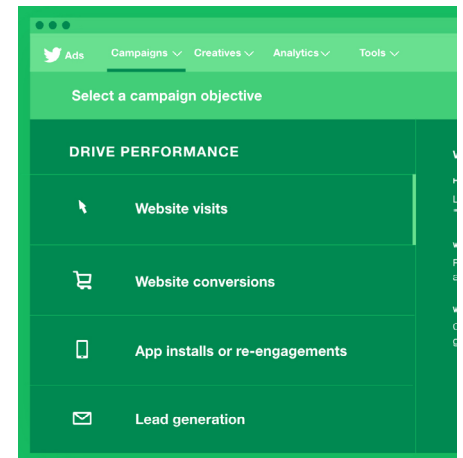 Ads
Campaigns
Creatives
Analytics
Tools
Select a campaign objective
DRIVE PERFORMANCE
Website visits
Website conversions
App installs or re-engagements
Lead generation